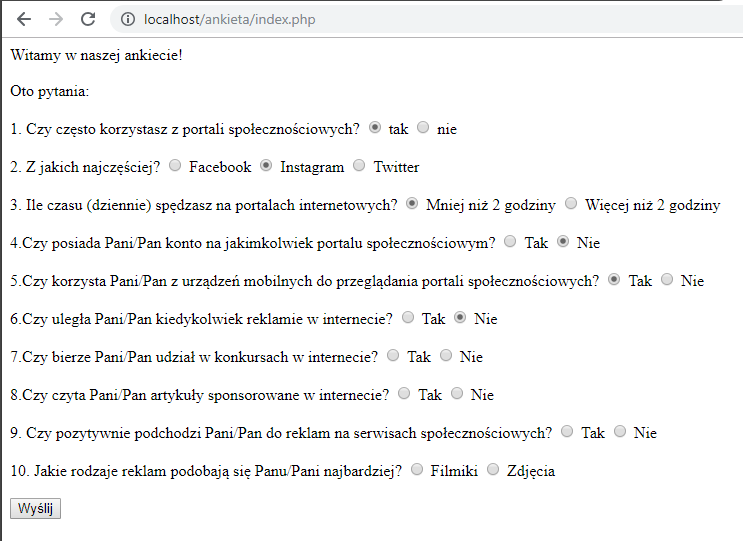 localhost/ankieta/index.php
Witamy w naszej ankiecie!
Oto pytania:
1. Czy często korzystasz z portali społecznościowych? tak nie
2. Z jakich najczęściej? Facebook Instagram Twitter
3. Ile czasu (dziennie) spędzasz na portalach internetowych? Mniej niż 2 godziny Więcej niż 2 godziny
4.Czy posiada Pani/Pan konto na jakimkolwiek portalu społecznościowym? Tak Nie
5.Czy korzysta Pani/Pan z urządzeń mobilnych do przeglądania portali społecznościowych? Tak Nie
6.Czy uległa Pani/Pan kiedykolwiek reklamie w internecie? Tak Nie
7.Czy bierze Pani/Pan udział w konkursach w internecie? Tak Nie
8.Czy czyta Pani/Pan artykuły sponsorowane w internecie? Tak Nie
9. Czy pozytywnie podchodzi Pani/Pan do reklam na serwisach społecznościowych? Tak Nie
10. Jakie rodzaje reklam podobają się Panu/Pani najbardziej? Filmiki Zdjęcia
Wyślij